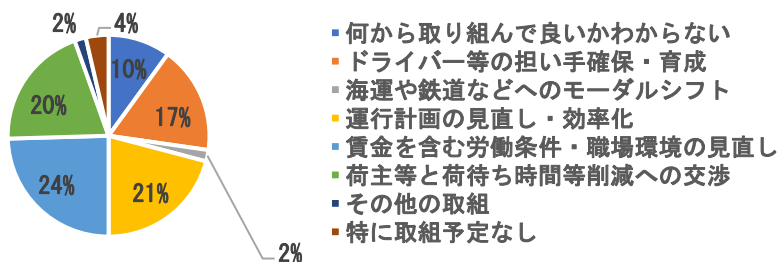 2%
4%
10%
17%
20%
24%
21%
2%
何から取り組んで良いかわからない
ドライバー等の担い手確保・育成
海運や鉄道などへのモーダルシフト
運行計画の見直し・効率化
賃金を含む労働条件・職場環境の見直し
荷主等と荷待ち時間等削減への交渉
その他の取組
特に取組予定なし